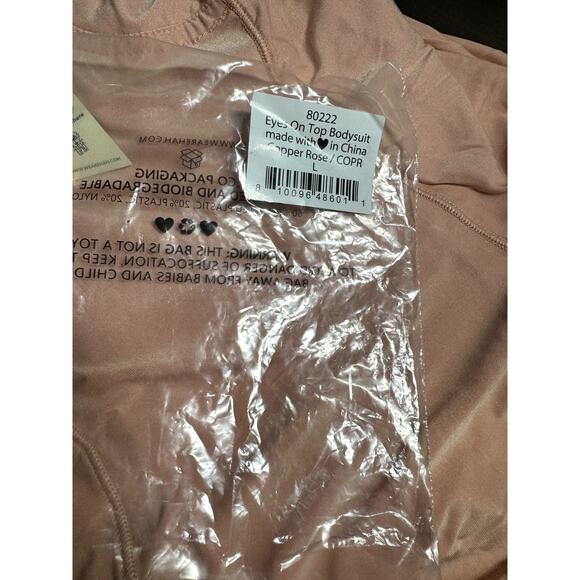 80222
Eyes On Top Bodysuit
made with in China
Copper Rose / COPR
L
8 10096 48601 1
WWW.WEAREHAH.COM
CO PACKAGING
ED AND BIODEGRADABLE
PLASTIC, 20% NYLO
WARNING: THIS BAG IS NOT A TOY
TO AVOID DANGER OF SUFFOCATION, KEEP T
BAG AWAY FROM BABIES AND CHILD